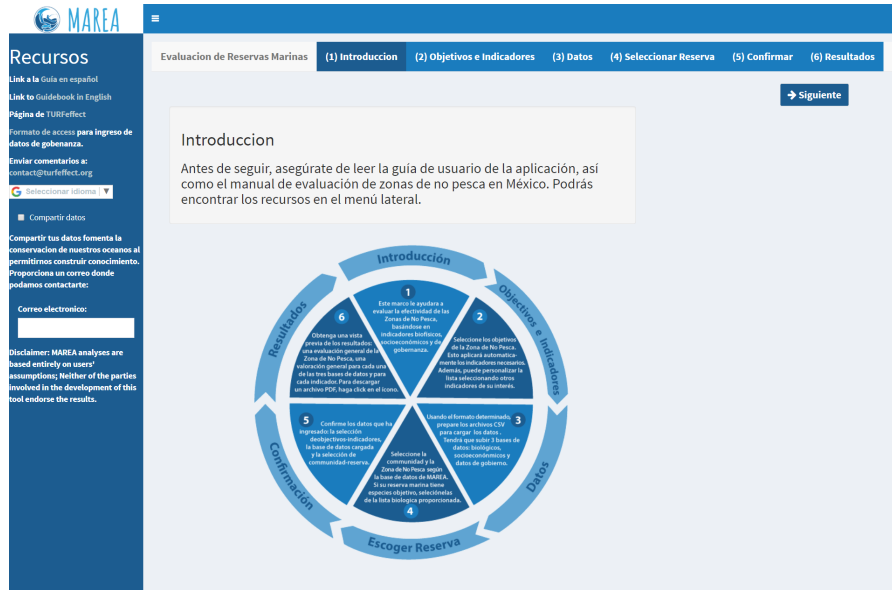 MAREA
Recursos
Link a la Guía en español
Link to Guidebook in English
Página de TURFeffect
Formato de access para ingreso de
datos de gobenanza.
Enviar comentarios a:
contact@turfeffect.org
G Seleccionar idioma ▼
Compartir datos
Compartir tus datos fomenta la
conservacion de nuestros oceanos al
permitirnos construir conocimiento.
Proporciona un correo donde
podamos contactarte:
Correo electronico:
Disclaimer: MAREA analyses are
based entirely on users'
assumptions; Neither of the parties
involved in the development of this
tool endorse the results.
Evaluacion de Reservas Marinas (1) Introduccion (2) Objetivos e Indicadores (3) Datos (4) Seleccionar Reserva (5) Confirmar (6) Resultados
→ Siguiente
Introduccion
Antes de seguir, asegúrate de leer la guía de usuario de la aplicación, así
como el manual de evaluación de zonas de no pesca en México. Podrás
encontrar los recursos en el menú lateral.
Introducción
1
Este marco le ayudara a
evaluar la efectividad de las
Zonas de No Pesca,
basándose en
indicadores biofísicos,
socioeconómicos y de
gobernanza.
Objectivos e Indicadores
2
Seleccione los objetivos
de la Zona de No Pesca.
Esto aplicará automatica-
mente los indicadores necesarios.
Además, puede personalizar la
lista seleccionando otros
indicadores de su interés.
Datos
3
Usando el formato determinado,
prepare los archivos CSV
para cargar los datos .
Tendrá que subir 3 bases de
datos: biológicos,
socioeconónmicos y
datos de gobierno.
Escoger Reserva
Seleccione la
communidad y la
Zona de No Pesca según
la base de datos de MAREA.
Si su reserva marina tiene
especies objetivo, seleciónelas
de la lista biologica proporcionada.
4
Confirmación
5
Confirme los datos que ha
ingresado: la selección
deobjectivos-indicadores,
la base de datos cargada
y la selección de
communidad-reserva.
Resultados
6
Obtenga una vista
previa de los resultados:
una evaluación general de la
Zona de No Pesca, una
valoración general para cada una
de las tres bases de datos y para
cada indicador. Para descargar
un archivo PDF, haga click en el ícono.